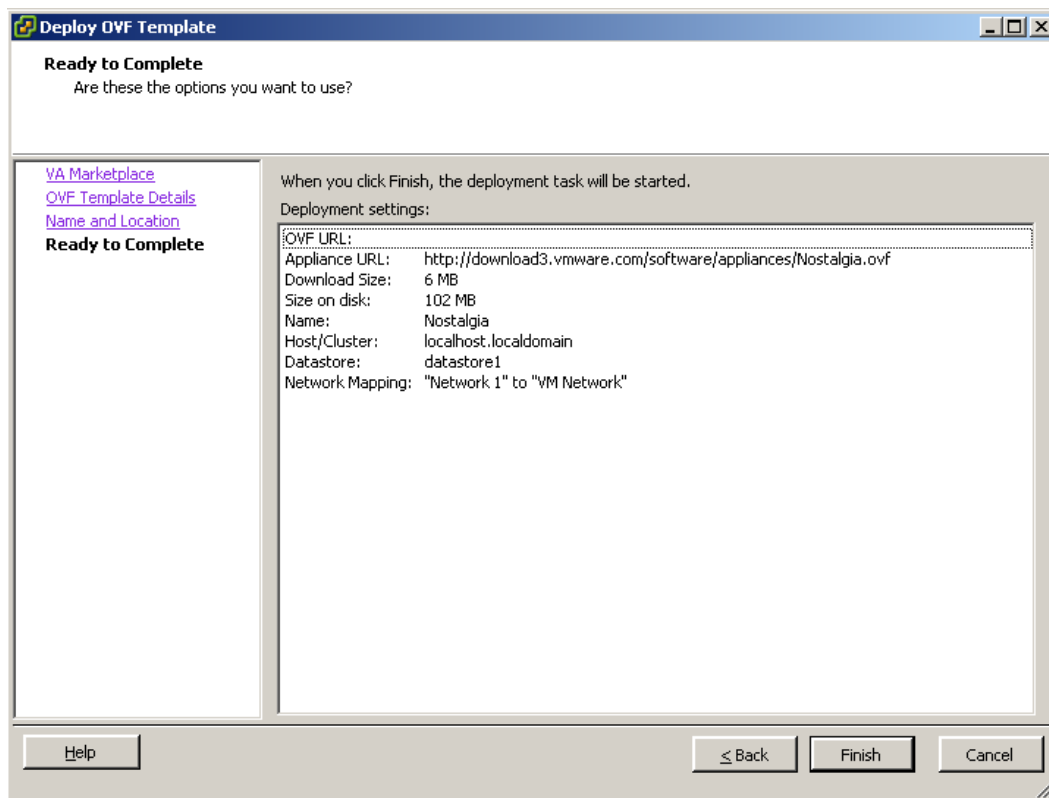 Deploy OVF Template
Ready to Complete
Are these the options you want to use?
VA Marketplace
OVF Template Details
Name and Location
Ready to Complete
When you click Finish, the deployment task will be started.
Deployment settings:
OVF URL:
Appliance URL: http://download3.vmware.com/software/appliances/Nostalgia.ovf
Download Size: 6 MB
Size on disk: 102 MB
Name: Nostalgia
Host/Cluster: localhost.localdomain
Datastore: datastore1
Network Mapping: "Network 1" to "VM Network"
Help
< Back
Finish
Cancel